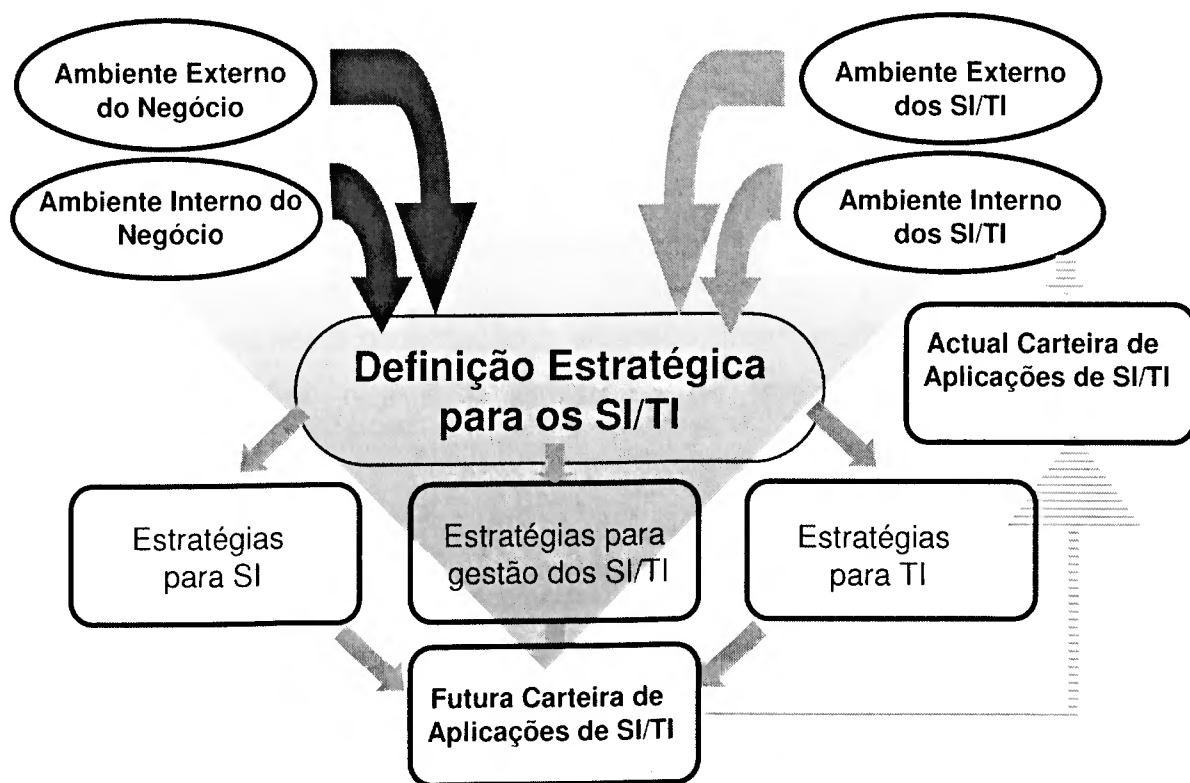 Ambiente Externo
do Negócio
Ambiente Externo
dos SI/TI
Ambiente Interno do
Negócio
Ambiente Interno
dos SI/TI
Definição Estratégica
para os SI/TI
Actual Carteira de
Aplicações de SI/TI
Estratégias
para SI
Estratégias para
gestão dos SI/TI
Estratégias
para TI
Futura Carteira de
Aplicações de SI/TI